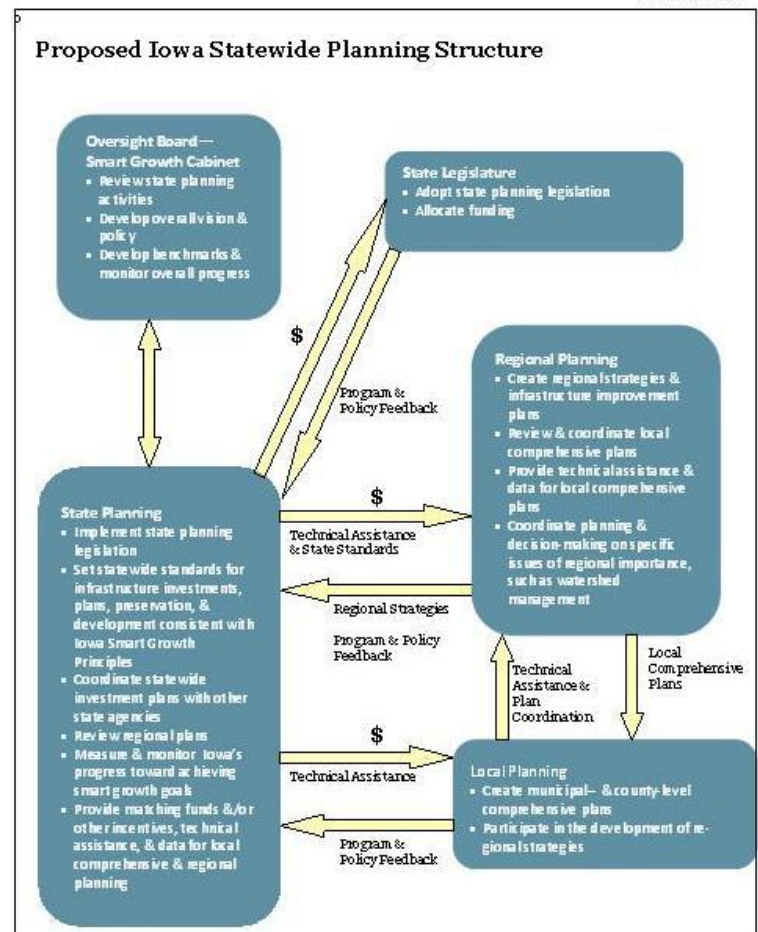 Proposed Iowa Statewide Planning Structure
Oversight Board—
Smart Growth Cabinet
• Review state planning
activities
• Develop overall vision &
policy
• Develop benchmarks &
monitor overall progress
State Legislature
• Adopt state planning legislation
• Allocate funding
$
Program &
Policy Feedback
Regional Planning
• Create regional strategies &
infrastructure improvement
plans
• Review & coordinate local
comprehensive plans
• Provide technical assistance &
data for local comprehensive
plans
• Coordinate planning &
decision-making on specific
issues of regional importance,
such as watershed
management
State Planning
• Implement state planning
legislation
• Set statewide standards for
infrastructure investments,
plans, preservation, &
development consistent with
Iowa Smart Growth
Principles
• Coordinate statewide
investment plans with other
state agencies
• Review regional plans
• Measure & monitor Iowa's
progress toward achieving
smart growth goals
• Provide matching funds &/or
other incentives, technical
assistance, & data for local
comprehensive & regional
planning
$
Technical Assistance
& State Standards
Regional Strategies
Program & Policy
Feedback
Technical
Assistance &
Plan
Coordination
Local
Comprehensive
Plans
$
Technical Assistance
Program &
Policy Feedback
Local Planning
• Create municipal– & county-level
comprehensive plans
• Participate in the development of re-
gional strategies